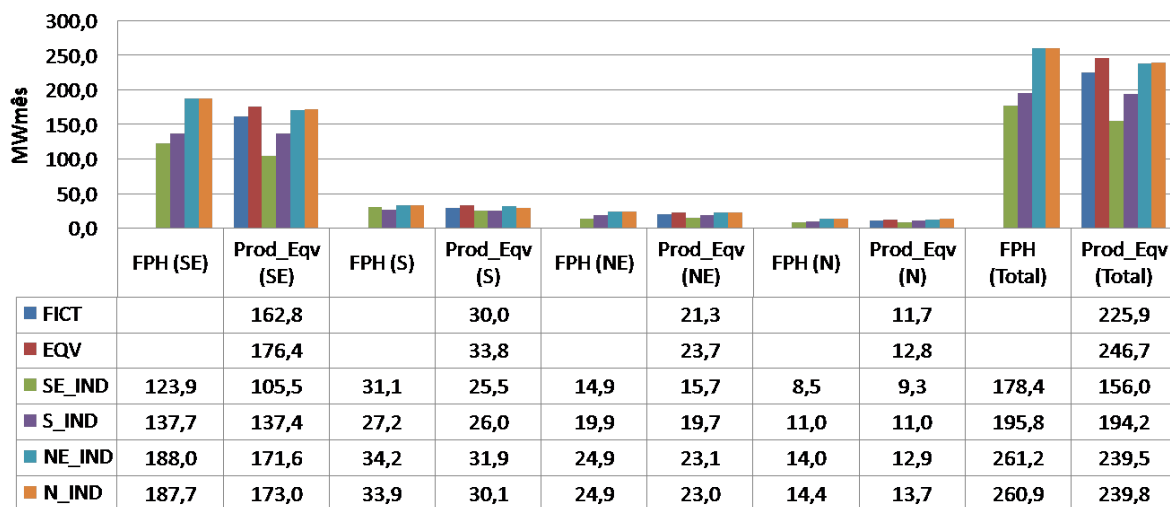 300,0
250,0
200,0
150,0
100,0
50,0
0,0
MWmês
FPH (SE) Prod_Eqv (SE) FPH (S) Prod_Eqv (S) FPH (NE) Prod_Eqv (NE) FPH (N) Prod_Eqv (N) FPH (Total) Prod_Eqv (Total)
FICT 162,8 30,0 21,3 11,7 225,9
EQV 176,4 33,8 23,7 12,8 246,7
SE_IND 123,9 105,5 31,1 25,5 14,9 15,7 8,5 9,3 178,4 156,0
S_IND 137,7 137,4 27,2 26,0 19,9 19,7 11,0 11,0 195,8 194,2
NE_IND 188,0 171,6 34,2 31,9 24,9 23,1 14,0 12,9 261,2 239,5
N_IND 187,7 173,0 33,9 30,1 24,9 23,0 14,4 13,7 260,9 239,8